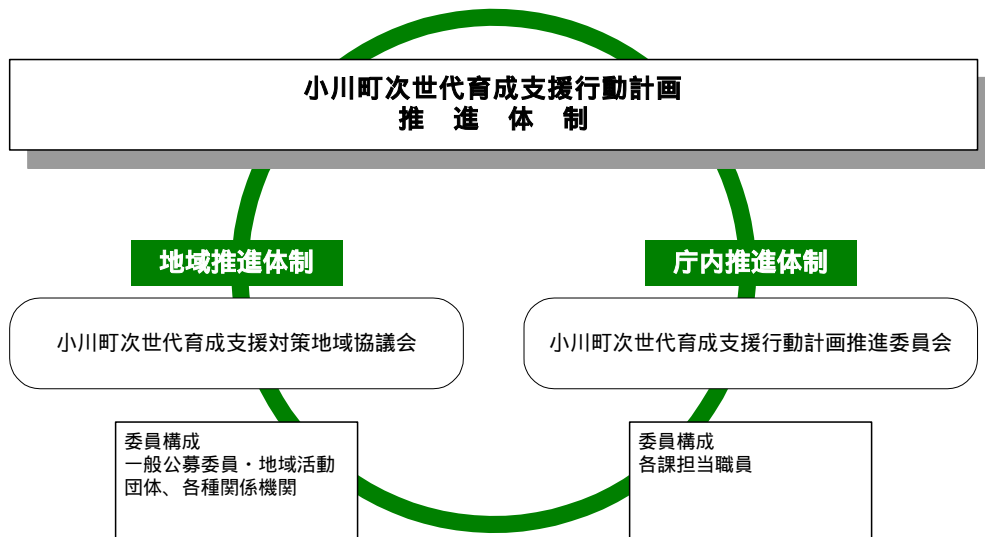 小川町次世代育成支援行動計画
推　進　体　制
地域推進体制
庁内推進体制
小川町次世代育成支援対策地域協議会
小川町次世代育成支援行動計画推進委員会
委員構成
一般公募委員・地域活動
団体、各種関係機関
委員構成
各課担当職員